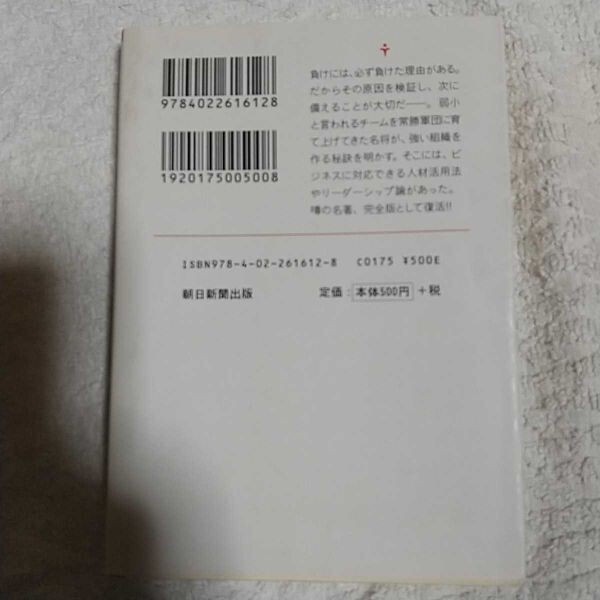 9784022616128
1920175005008
負けには、必ず負けた理由がある。
だからその原因を検証し、次に
備えることが大切だ——。弱小
と言われるチームを常勝軍団に育
て上げてきた名将が、強い組織を
作る秘訣を明かす。そこには、ビ
ジネスに対応できる人材活用法
やリーダーシップ論があった。
噂の名著、完全版として復活!!
ISBN978-4-02-261612-8 C0175 ¥500E
朝日新聞出版 定価：本体500円 +税